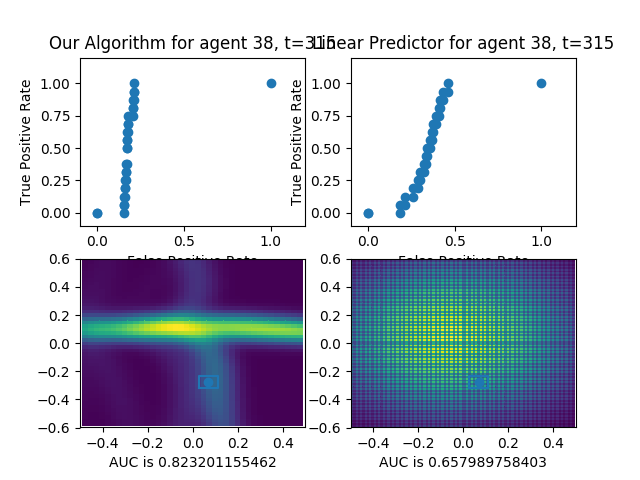 Our Algorithm for agent 38, t=315
Linear Predictor for agent 38, t=315
True Positive Rate
1.00
0.75
0.50
0.25
0.00
0.0 0.5 1.0
False Positive Rate
True Positive Rate
1.00
0.75
0.50
0.25
0.00
0.0 0.5 1.0
False Positive Rate
0.6
0.4
0.2
0.0
−0.2
−0.4
−0.6
−0.4 −0.2 0.0 0.2 0.4
AUC is 0.823201155462
0.6
0.4
0.2
0.0
−0.2
−0.4
−0.6
−0.4 −0.2 0.0 0.2 0.4
AUC is 0.657989758403